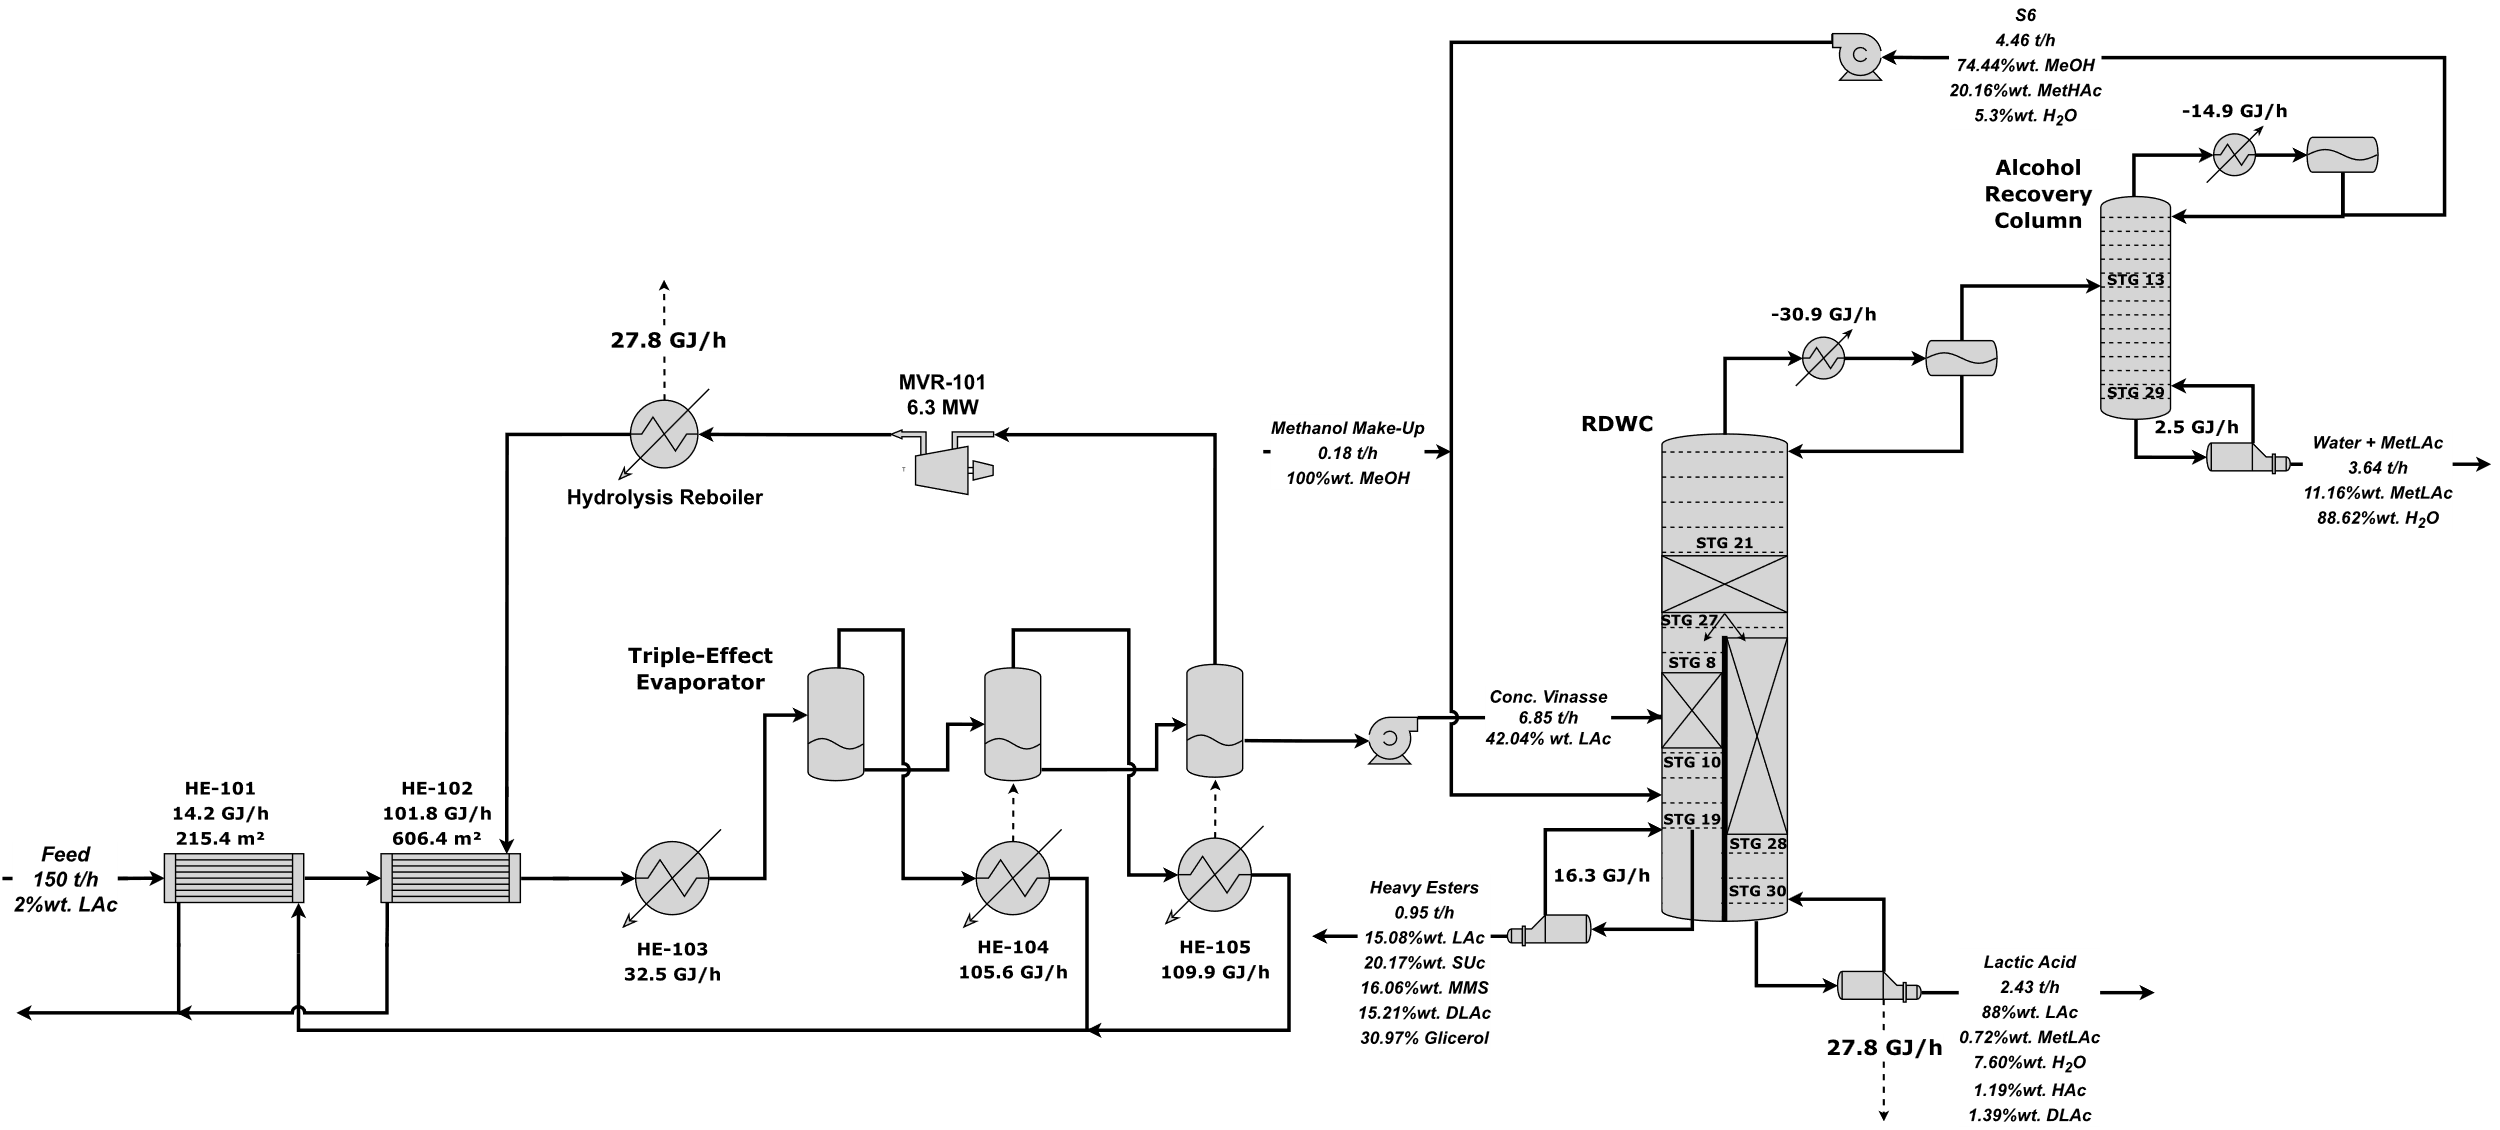 S6
4.46 t/h
74.44%wt. MeOH
20.16%wt. MetHAc
5.3%wt. H₂O
-14.9 GJ/h
Alcohol
Recovery
Column
STG 13
STG 29
2.5 GJ/h
Water + MetLAc
3.64 t/h
11.16%wt. MetLAc
88.62%wt. H₂O
-30.9 GJ/h
RDWC
27.8 GJ/h
Hydrolysis Reboiler
MVR-101
6.3 MW
T
Methanol Make-Up
0.18 t/h
100%wt. MeOH
STG 21
STG 27
STG 8
STG 10
STG 19
STG 28
STG 30
Triple-Effect
Evaporator
Conc. Vinasse
6.85 t/h
42.04% wt. LAc
Feed
150 t/h
2%wt. LAc
HE-101
14.2 GJ/h
215.4 m²
HE-102
101.8 GJ/h
606.4 m²
HE-103
32.5 GJ/h
HE-104
105.6 GJ/h
HE-105
109.9 GJ/h
16.3 GJ/h
Heavy Esters
0.95 t/h
15.08%wt. LAc
20.17%wt. SUc
16.06%wt. MMS
15.21%wt. DLAc
30.97% Glicerol
27.8 GJ/h
Lactic Acid
2.43 t/h
88%wt. LAc
0.72%wt. MetLAc
7.60%wt. H₂O
1.19%wt. HAc
1.39%wt. DLAc